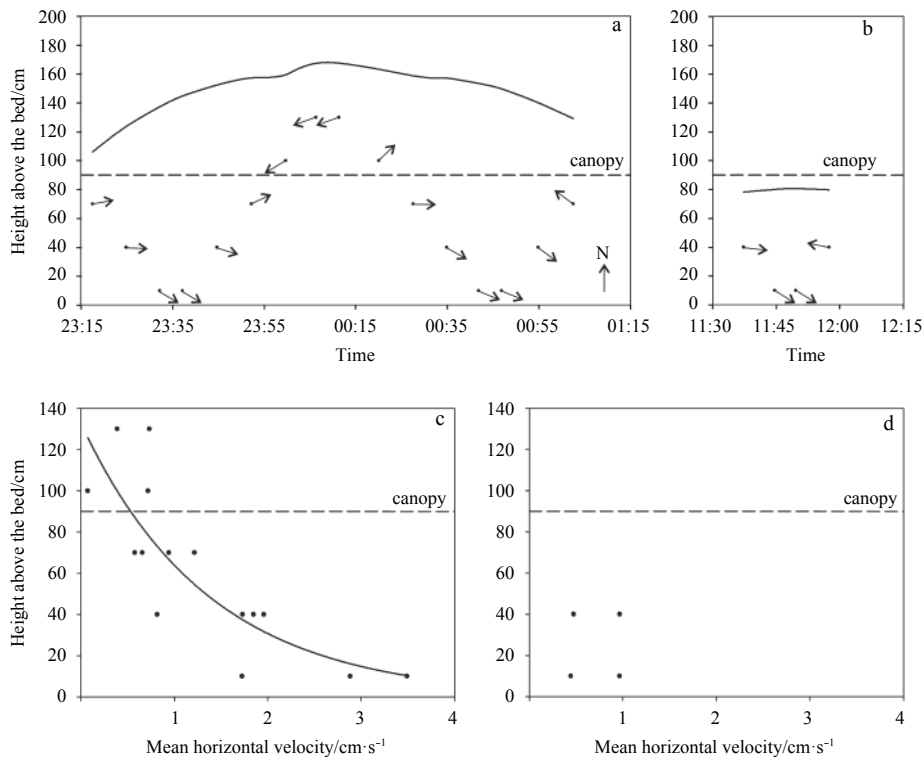 200
180
160
140
120
100
80
60
40
20
0
Height above the bed/cm
a
canopy
N
23:15 23:35 23:55 00:15 00:35 00:55 01:15
Time
200
180
160
140
120
100
80
60
40
20
0
b
canopy
11:30 11:45 12:00 12:15
Time
140
120
100
80
60
40
20
0
Height above the bed/cm
c
canopy
1 2 3 4
Mean horizontal velocity/cm·s⁻¹
140
120
100
80
60
40
20
0
d
canopy
1 2 3 4
Mean horizontal velocity/cm·s⁻¹